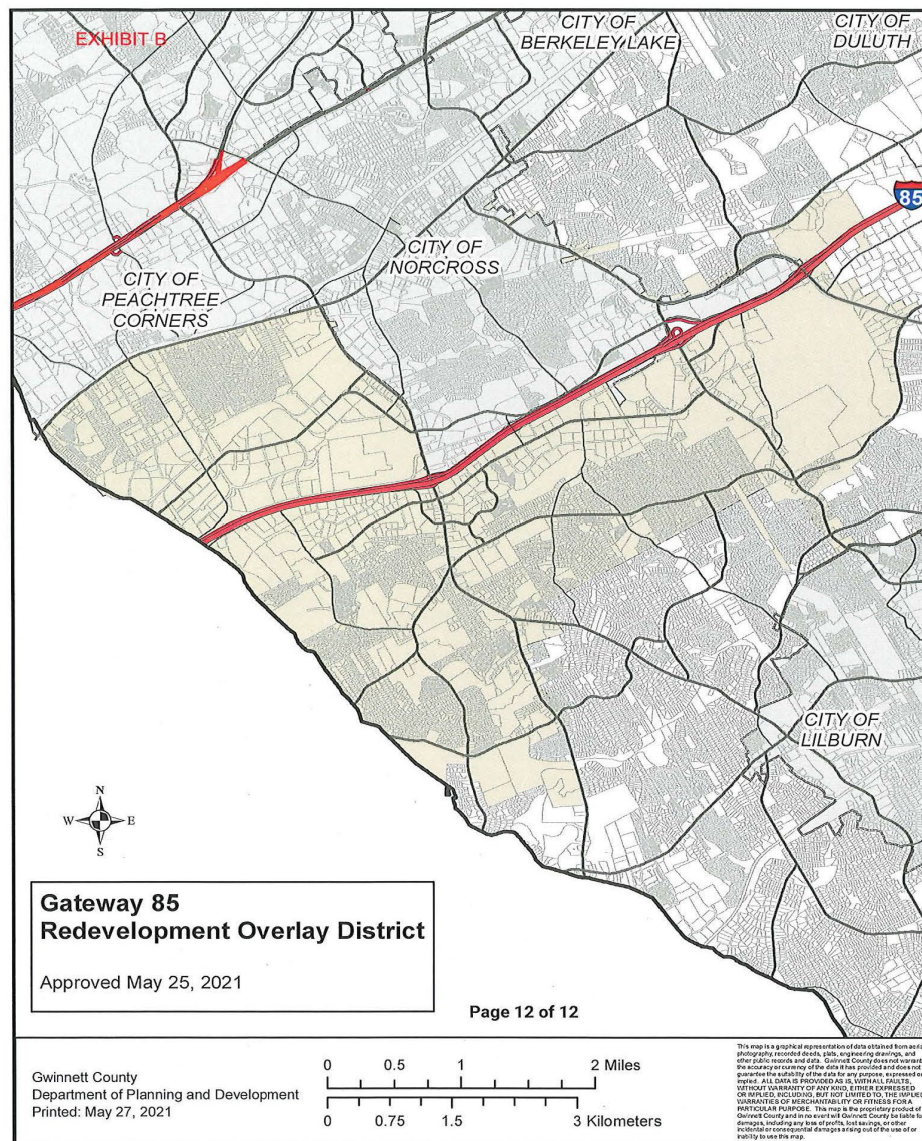 EXHIBIT B
CITY OF
BERKELEY LAKE
CITY OF
DULUTH
85
CITY OF
NORCROSS
CITY OF
PEACHTREE
CORNERS
CITY OF
LILBURN
N
W E
S
Gateway 85
Redevelopment Overlay District
Approved May 25, 2021
Page 12 of 12
Gwinnett County
Department of Planning and Development
Printed: May 27, 2021
0 0.5 1 2 Miles
0 0.75 1.5 3 Kilometers
This map is a graphical representation of data obtained from
photography, recorded deeds, plats, engineering drawings, and
other public records and data. Gwinnett County does not warrant
the accuracy or currency of the data it has provided and does not
guarantee the suitability of the data for any purpose, expressed or
implied. ALL DATA IS PROVIDED AS IS, WITH ALL FAULTS,
WITHOUT WARRANTY OF ANY KIND, EITHER EXPRESSED
OR IMPLIED, INCLUDING, BUT NOT LIMITED TO, THE IMPLIED
WARRANTIES OF MERCHANTABILITY OR FITNESS FOR A
PARTICULAR PURPOSE. This map is the proprietary product of
Gwinnett County and in no event will Gwinnett County be liable for
damages, including any loss of profits, lost savings, or other
incidental or consequential damages arising out of the use of or
inability to use this map.